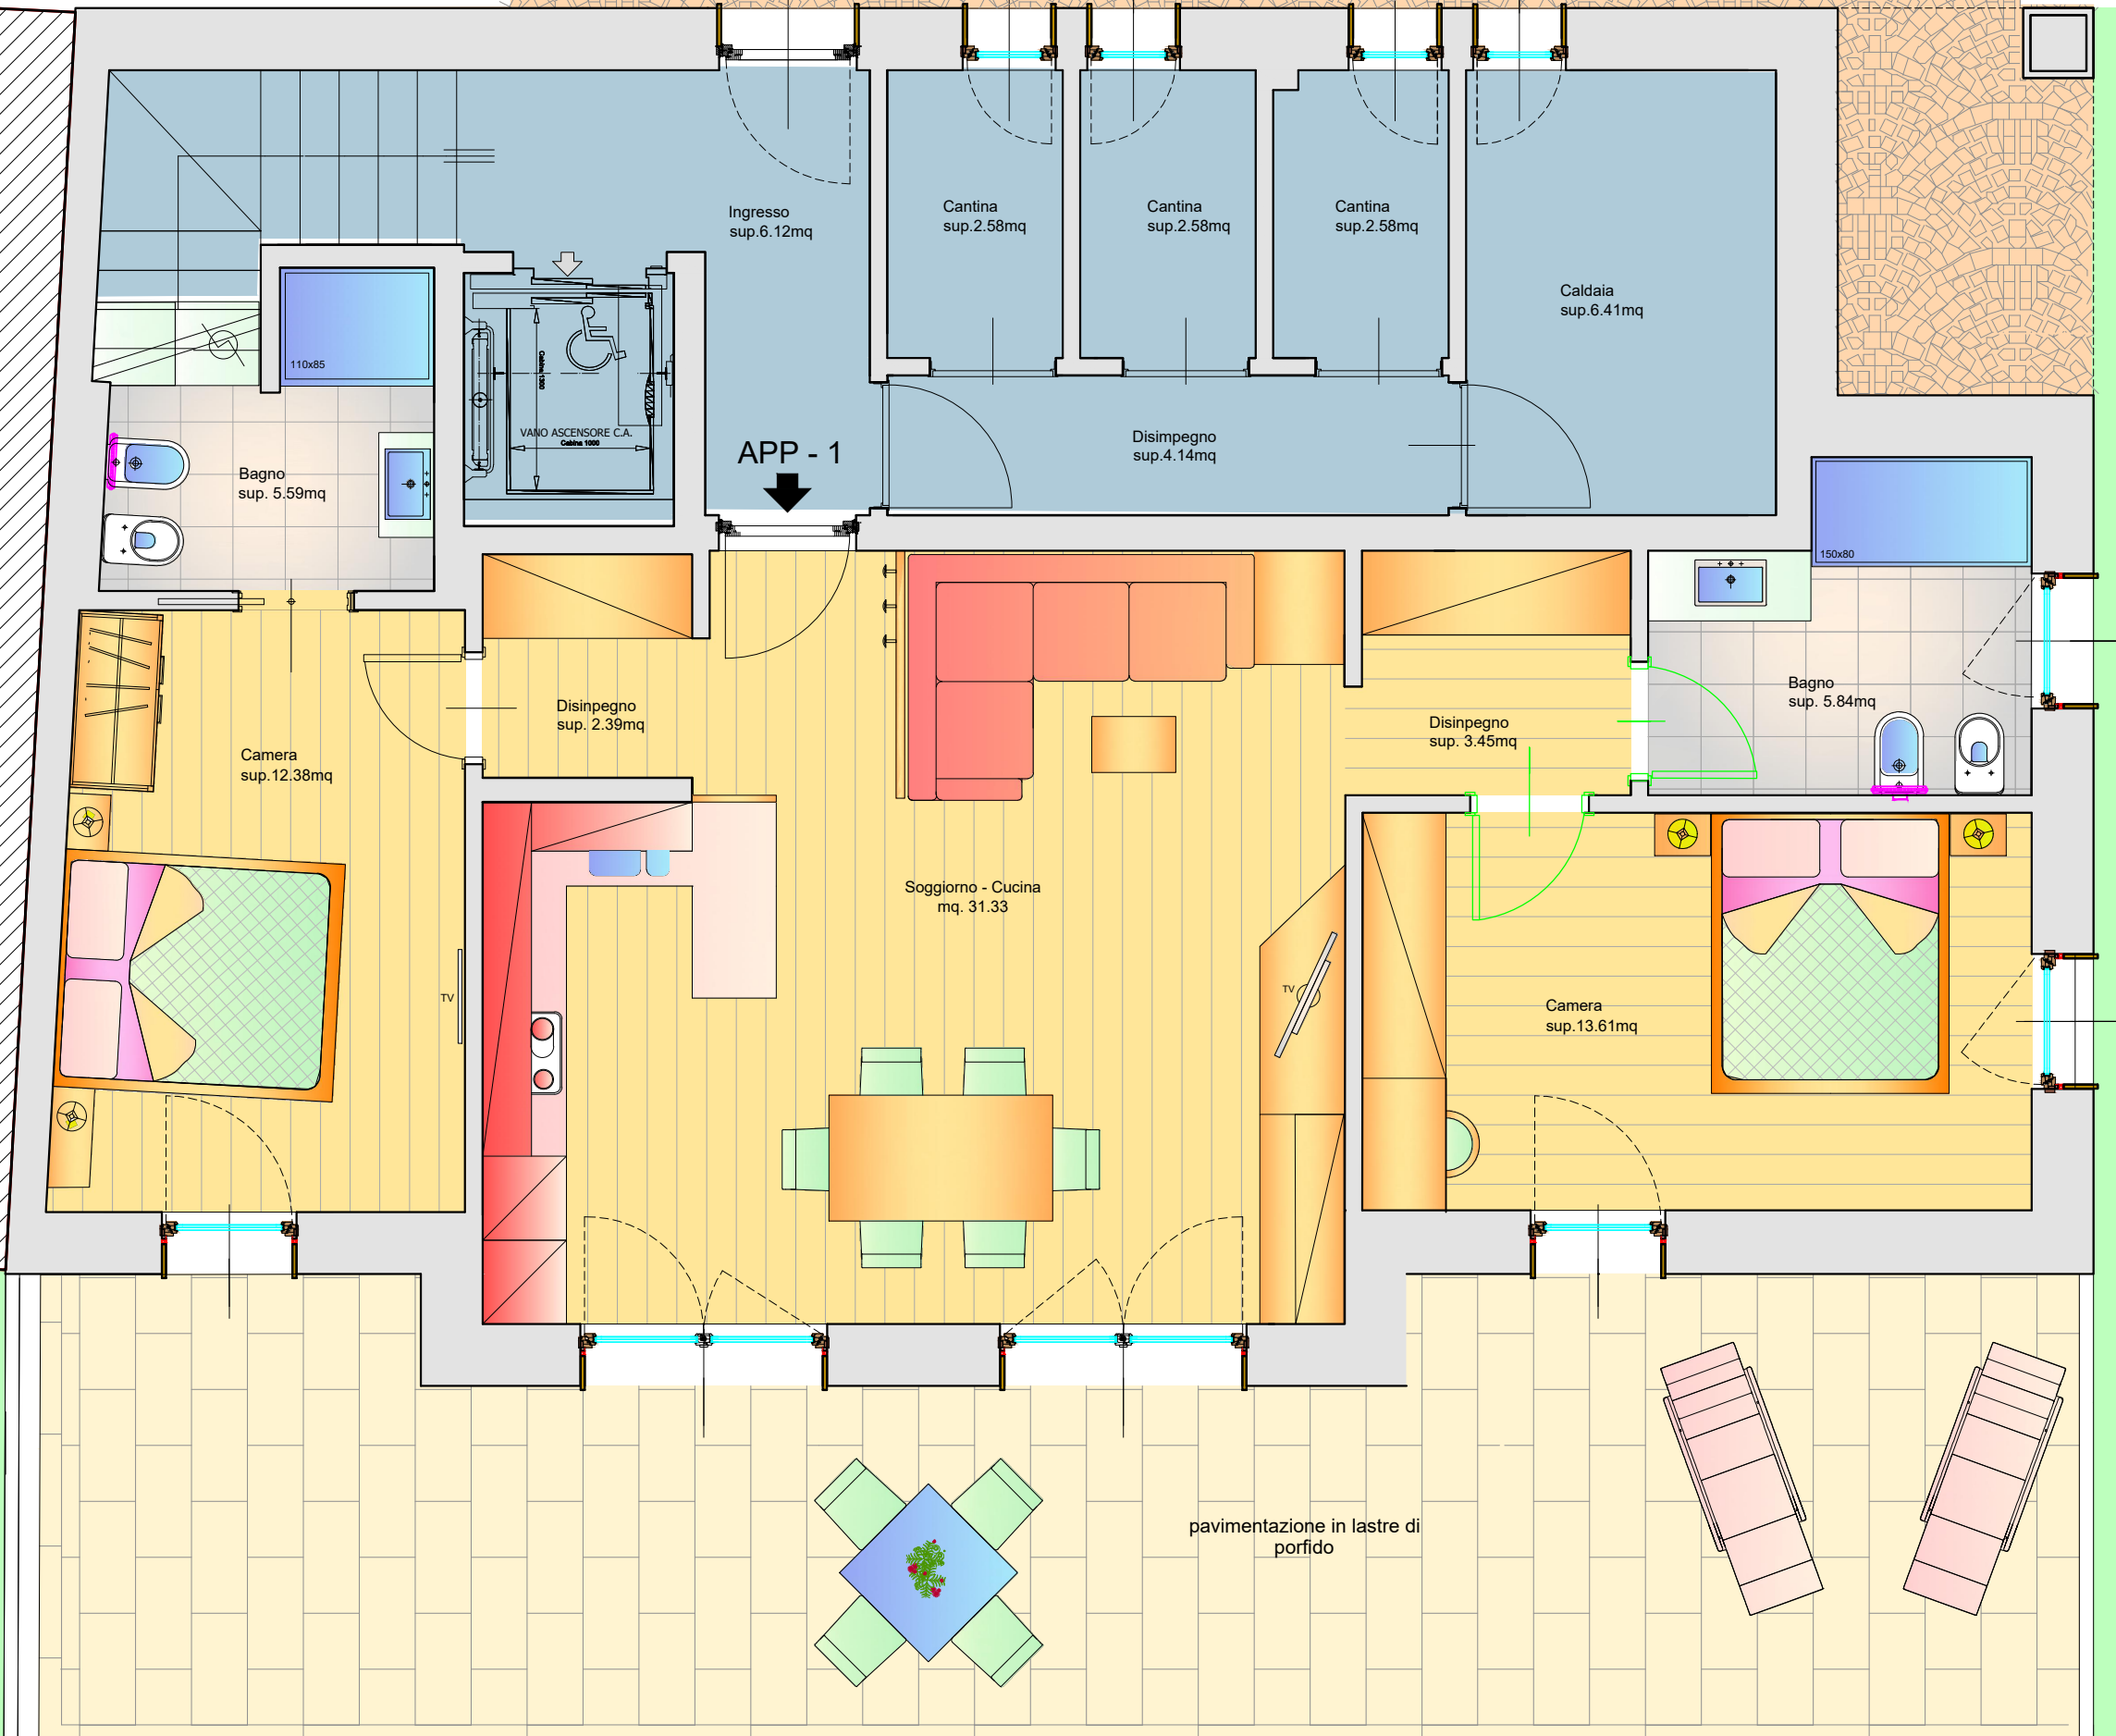 Ingresso
sup.6.12mq
Cantina
sup.2.58mq
Cantina
sup.2.58mq
Cantina
sup.2.58mq
Caldaia
sup.6.41mq
110x85
Cabina 1300
VANO ASCENSORE C.A.
Cabina 1000
APP - 1
Disimpegno
sup.4.14mq
Bagno
sup. 5.59mq
150x80
Disinpegno
sup. 2.39mq
Disinpegno
sup. 3.45mq
Bagno
sup. 5.84mq
Camera
sup.12.38mq
Soggiorno - Cucina
mq. 31.33
TV
TV
Camera
sup.13.61mq
pavimentazione in lastre di
porfido